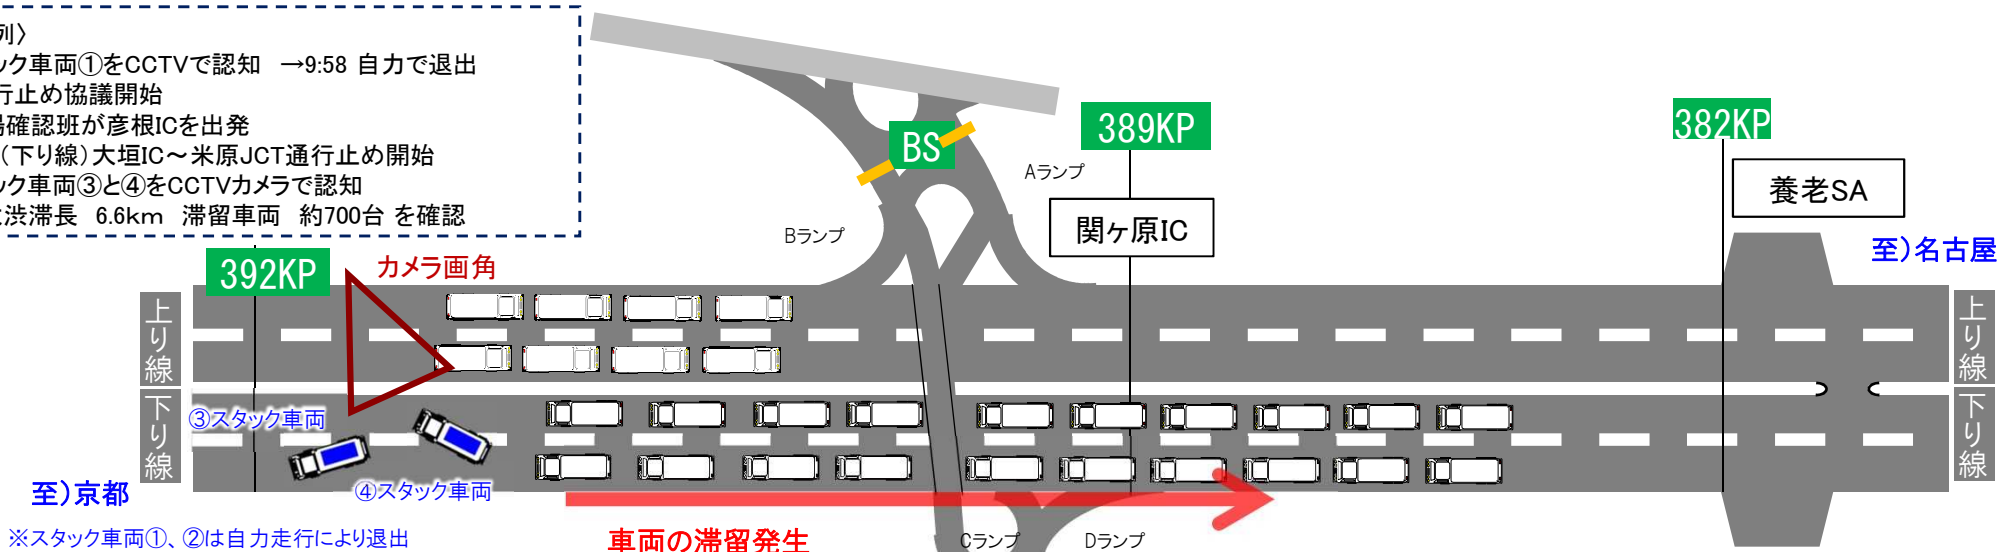 列〉
ック車両①をCCTVで認知　→9:58 自力で退出
行止め協議開始
場確認班が彦根ICを出発
（下り線）大垣IC～米原JCT通行止め開始
ック車両③と④をCCTVカメラで認知
渋滞長　6.6km　滞留車両　約700台 を確認
BS
389KP
382KP
Aランプ
養老SA
Bランプ
関ヶ原IC
至）名古屋
392KP
カメラ画角
上り線
上り線
下り線
下り線
③スタック車両
④スタック車両
至）京都
※スタック車両①、②は自力走行により退出
車両の滞留発生
Cランプ
Dランプ